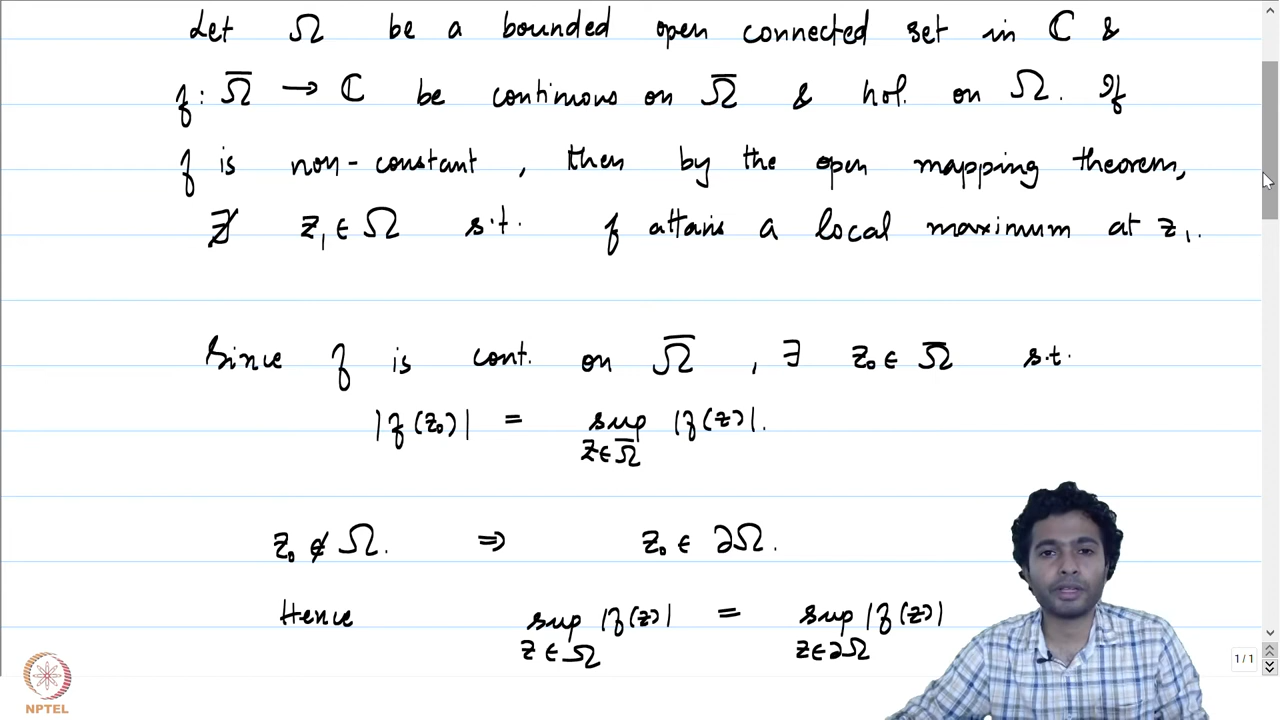 Let Ω be a bounded open connected set in ℂ &
f: Ω̅ → ℂ be continuous on Ω̅ & hol. on Ω. If
f is non-constant, then by the open mapping theorem,
∄ z₁ ∈ Ω s.t. f attains a local maximum at z₁.
Since f is cont. on Ω̅, ∃ z₀ ∈ Ω̅ s.t.
|f(z₀)| = sup |f(z)|.
z∈Ω̅
z₀ ∉ Ω. ⇒ z₀ ∈ ∂Ω.
Hence sup |f(z)| = sup |f(z)|
z∈Ω z∈∂Ω
1/1
NPTEL